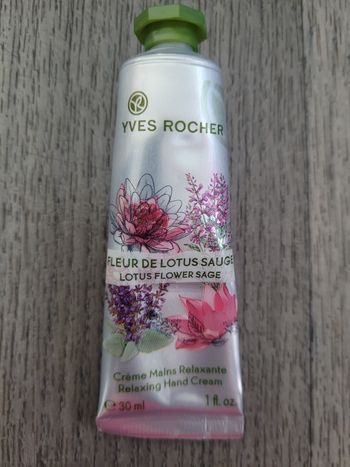 YVES ROCHER
FLEUR DE LOTUS SAUGE
LOTUS FLOWER SAGE
Crème Mains Relaxante
Relaxing Hand Cream
℮ 30 ml 1 fl. oz.